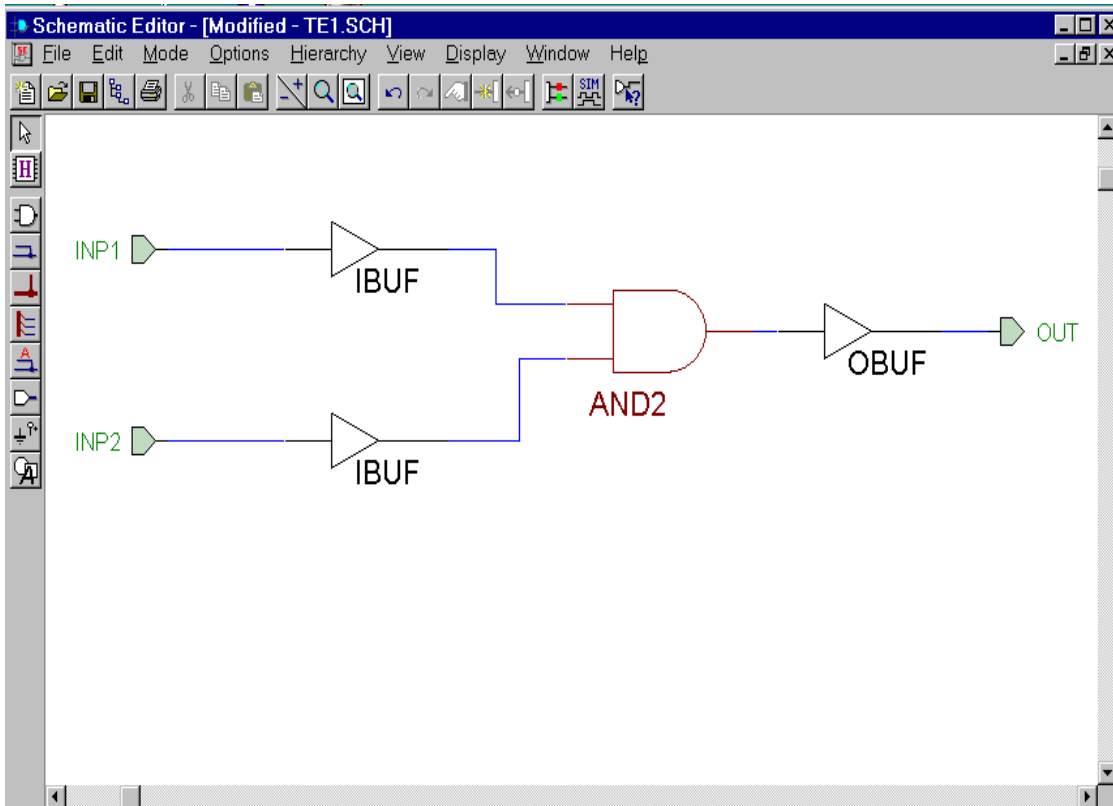 Schematic Editor - [Modified - TE1.SCH]
File Edit Mode Options Hierarchy View Display Window Help
SIM
H
A
A
INP1
IBUF
OUT
OBUF
AND2
INP2
IBUF